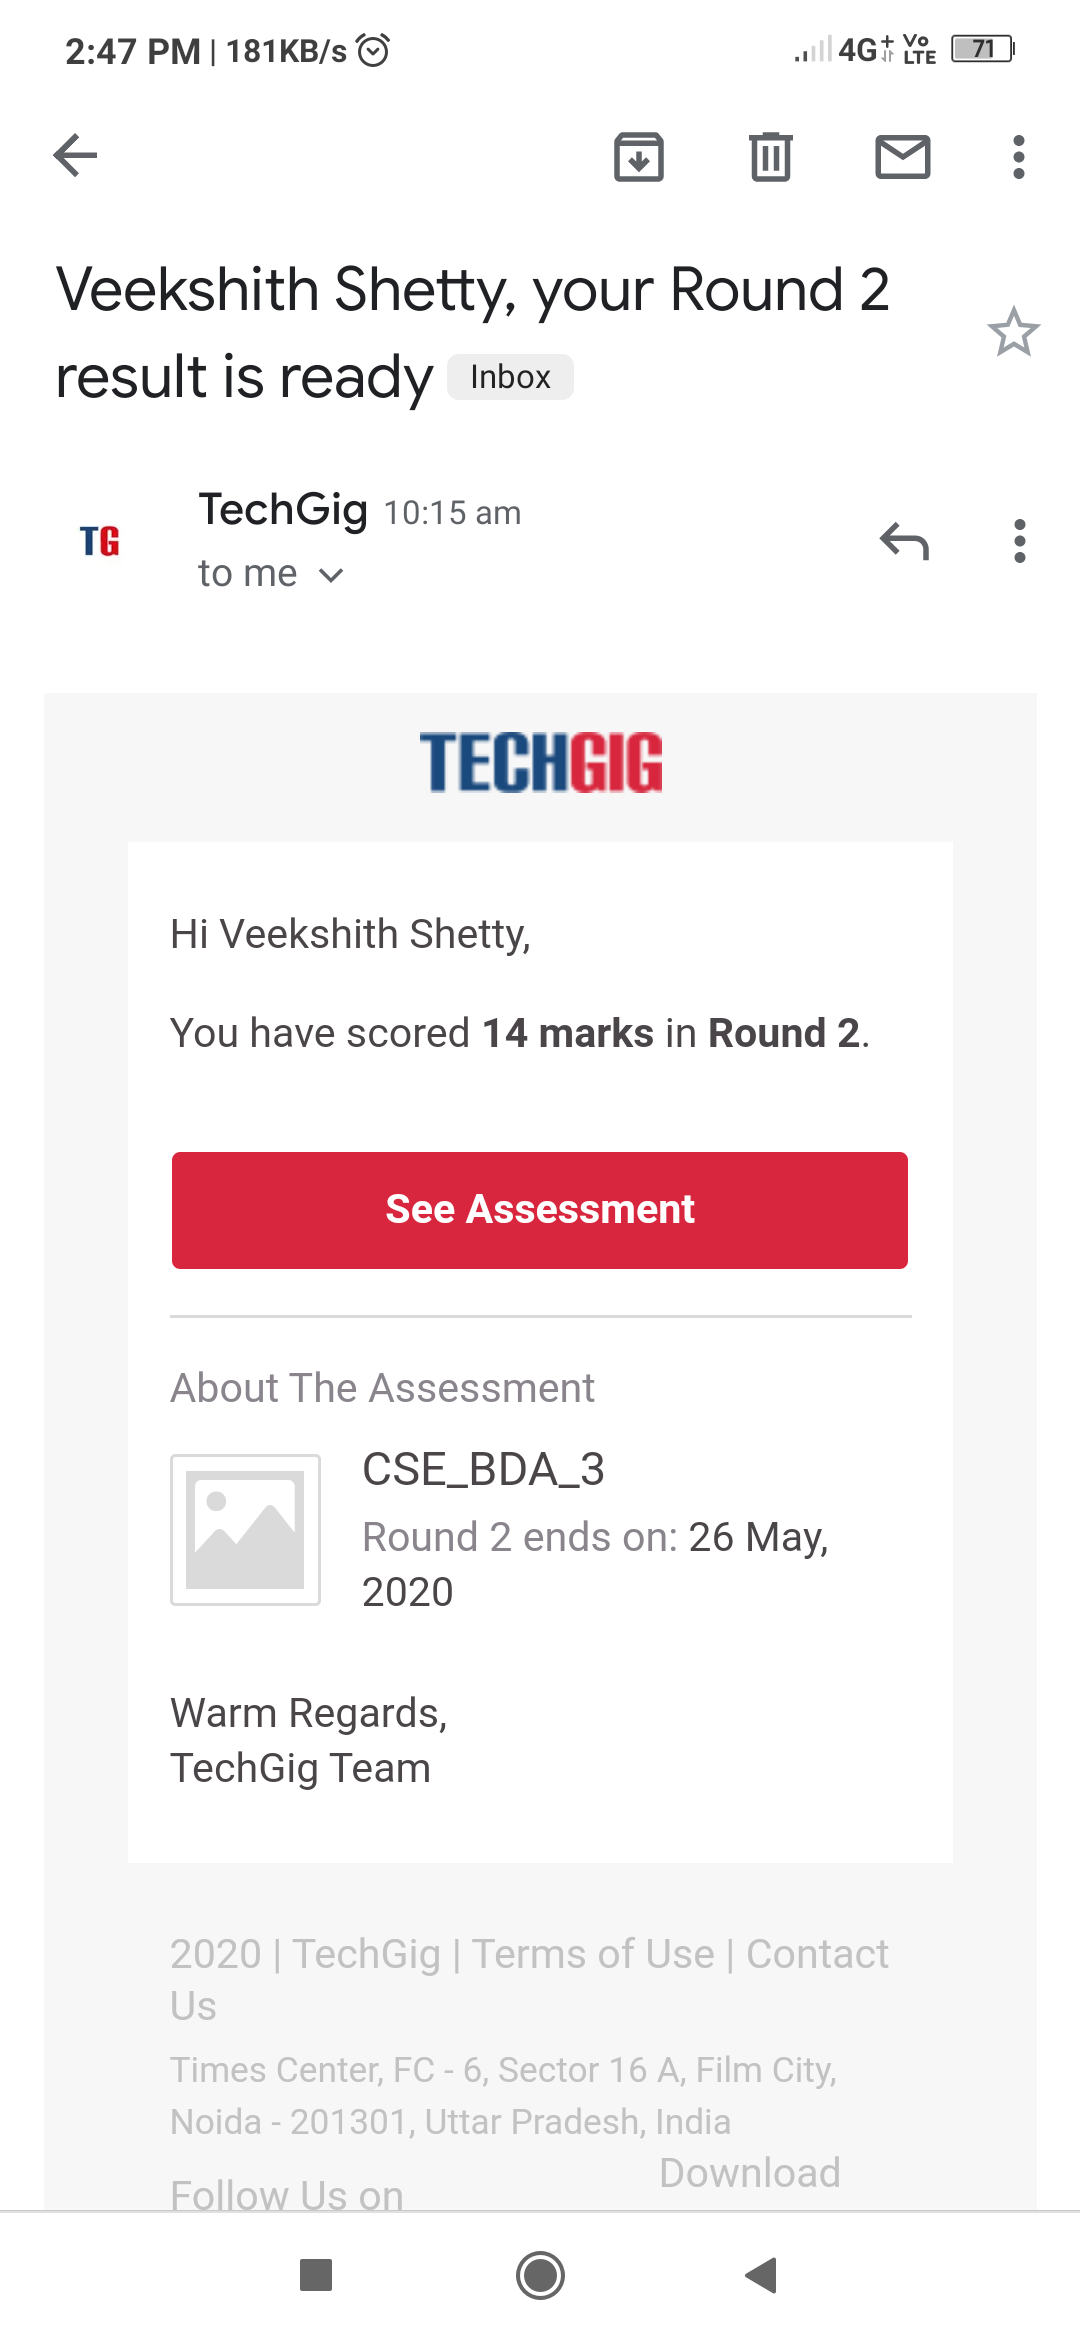 2:47 PM | 181KB/s 4G+ Vo LTE 71
Veekshith Shetty, your Round 2
result is ready Inbox
TG
TechGig 10:15 am
to me
TECHGIG
Hi Veekshith Shetty,
You have scored 14 marks in Round 2.
See Assessment
About The Assessment
CSE_BDA_3
Round 2 ends on: 26 May,
2020
Warm Regards,
TechGig Team
2020 | TechGig | Terms of Use | Contact
Us
Times Center, FC - 6, Sector 16 A, Film City,
Noida - 201301, Uttar Pradesh, India
Download
Follow Us on